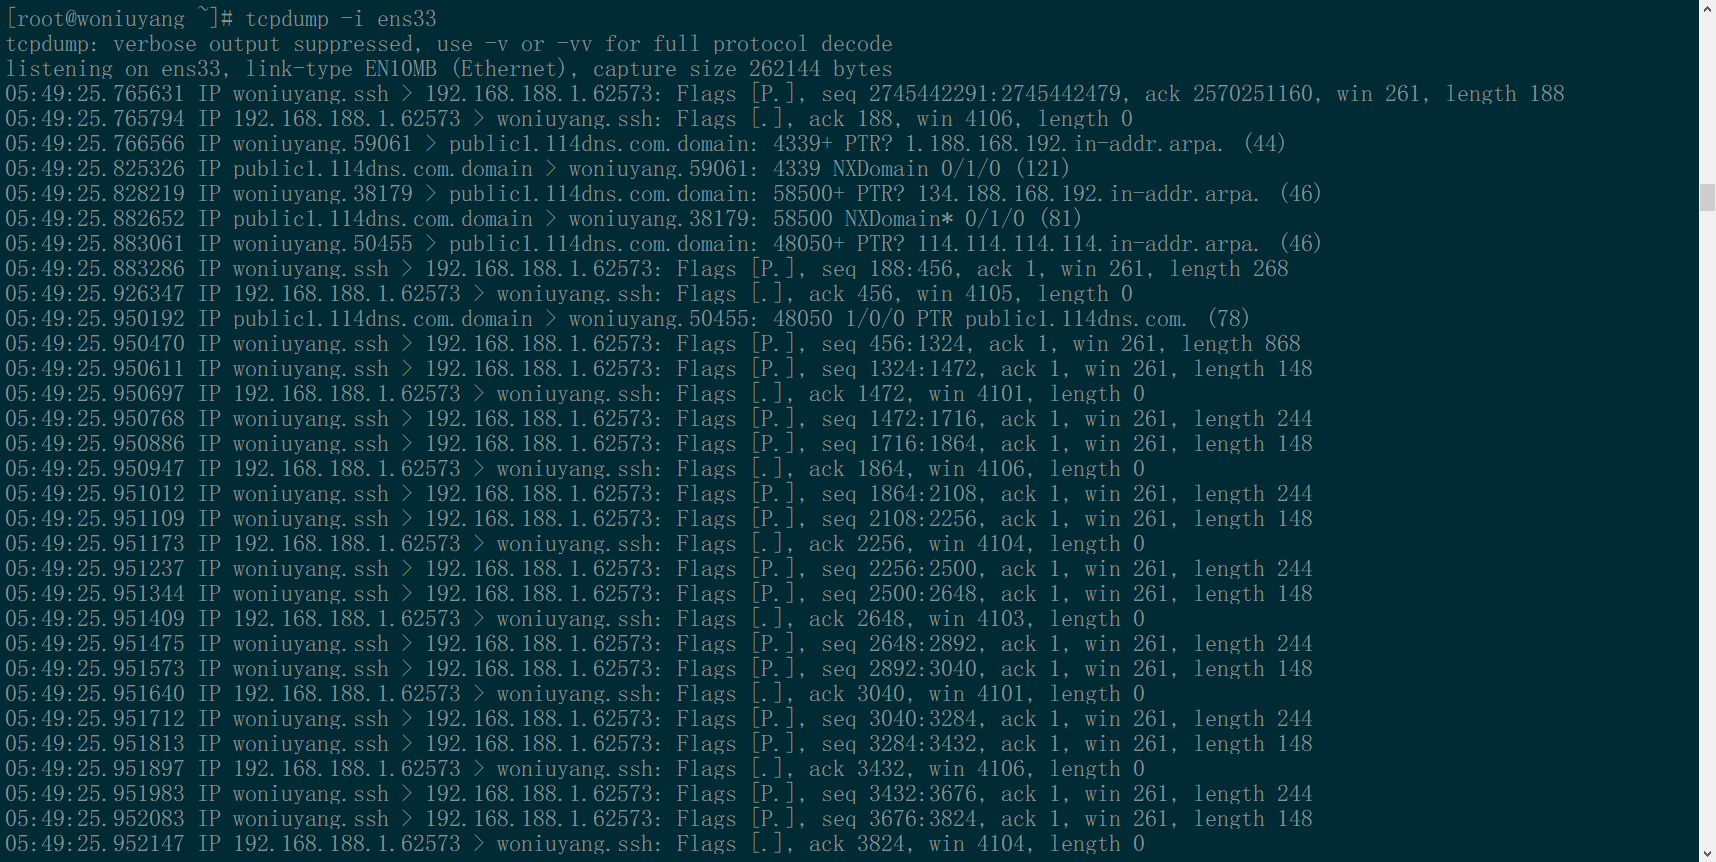 [root@woniuyang ~]# tcpdump -i ens33
tcpdump: verbose output suppressed, use -v or -vv for full protocol decode
listening on ens33, link-type EN10MB (Ethernet), capture size 262144 bytes
05:49:25.765631 IP woniuyang.ssh > 192.168.188.1.62573: Flags [P.], seq 2745442291:2745442479, ack 2570251160, win 261, length 188
05:49:25.765794 IP 192.168.188.1.62573 > woniuyang.ssh: Flags [.], ack 188, win 4106, length 0
05:49:25.766566 IP woniuyang.59061 > public1.114dns.com.domain: 4339+ PTR? 1.188.168.192.in-addr.arpa. (44)
05:49:25.825326 IP public1.114dns.com.domain > woniuyang.59061: 4339 NXDomain 0/1/0 (121)
05:49:25.828219 IP woniuyang.38179 > public1.114dns.com.domain: 58500+ PTR? 134.188.168.192.in-addr.arpa. (46)
05:49:25.882652 IP public1.114dns.com.domain > woniuyang.38179: 58500 NXDomain* 0/1/0 (81)
05:49:25.883061 IP woniuyang.50455 > public1.114dns.com.domain: 48050+ PTR? 114.114.114.114.in-addr.arpa. (46)
05:49:25.883286 IP woniuyang.ssh > 192.168.188.1.62573: Flags [P.], seq 188:456, ack 1, win 261, length 268
05:49:25.926347 IP 192.168.188.1.62573 > woniuyang.ssh: Flags [.], ack 456, win 4105, length 0
05:49:25.950192 IP public1.114dns.com.domain > woniuyang.50455: 48050 1/0/0 PTR public1.114dns.com. (78)
05:49:25.950470 IP woniuyang.ssh > 192.168.188.1.62573: Flags [P.], seq 456:1324, ack 1, win 261, length 868
05:49:25.950611 IP woniuyang.ssh > 192.168.188.1.62573: Flags [P.], seq 1324:1472, ack 1, win 261, length 148
05:49:25.950697 IP 192.168.188.1.62573 > woniuyang.ssh: Flags [.], ack 1472, win 4101, length 0
05:49:25.950768 IP woniuyang.ssh > 192.168.188.1.62573: Flags [P.], seq 1472:1716, ack 1, win 261, length 244
05:49:25.950886 IP woniuyang.ssh > 192.168.188.1.62573: Flags [P.], seq 1716:1864, ack 1, win 261, length 148
05:49:25.950947 IP 192.168.188.1.62573 > woniuyang.ssh: Flags [.], ack 1864, win 4106, length 0
05:49:25.951012 IP woniuyang.ssh > 192.168.188.1.62573: Flags [P.], seq 1864:2108, ack 1, win 261, length 244
05:49:25.951109 IP woniuyang.ssh > 192.168.188.1.62573: Flags [P.], seq 2108:2256, ack 1, win 261, length 148
05:49:25.951173 IP 192.168.188.1.62573 > woniuyang.ssh: Flags [.], ack 2256, win 4104, length 0
05:49:25.951237 IP woniuyang.ssh > 192.168.188.1.62573: Flags [P.], seq 2256:2500, ack 1, win 261, length 244
05:49:25.951344 IP woniuyang.ssh > 192.168.188.1.62573: Flags [P.], seq 2500:2648, ack 1, win 261, length 148
05:49:25.951409 IP 192.168.188.1.62573 > woniuyang.ssh: Flags [.], ack 2648, win 4103, length 0
05:49:25.951475 IP woniuyang.ssh > 192.168.188.1.62573: Flags [P.], seq 2648:2892, ack 1, win 261, length 244
05:49:25.951573 IP woniuyang.ssh > 192.168.188.1.62573: Flags [P.], seq 2892:3040, ack 1, win 261, length 148
05:49:25.951640 IP 192.168.188.1.62573 > woniuyang.ssh: Flags [.], ack 3040, win 4101, length 0
05:49:25.951712 IP woniuyang.ssh > 192.168.188.1.62573: Flags [P.], seq 3040:3284, ack 1, win 261, length 244
05:49:25.951813 IP woniuyang.ssh > 192.168.188.1.62573: Flags [P.], seq 3284:3432, ack 1, win 261, length 148
05:49:25.951897 IP 192.168.188.1.62573 > woniuyang.ssh: Flags [.], ack 3432, win 4106, length 0
05:49:25.951983 IP woniuyang.ssh > 192.168.188.1.62573: Flags [P.], seq 3432:3676, ack 1, win 261, length 244
05:49:25.952083 IP woniuyang.ssh > 192.168.188.1.62573: Flags [P.], seq 3676:3824, ack 1, win 261, length 148
05:49:25.952147 IP 192.168.188.1.62573 > woniuyang.ssh: Flags [.], ack 3824, win 4104, length 0